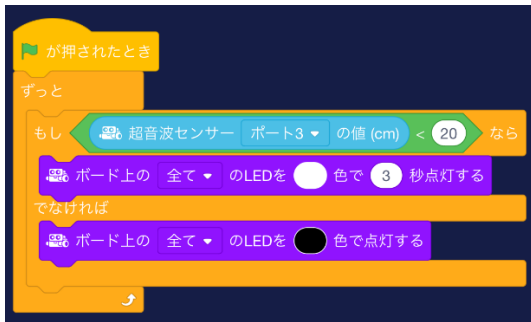 が押されたとき
ずっと
もし 超音波センサー ポート3 の値 (cm) < 20 なら
ボード上の 全て のLEDを 色で 3 秒点灯する
でなければ
ボード上の 全て のLEDを 色で点灯する